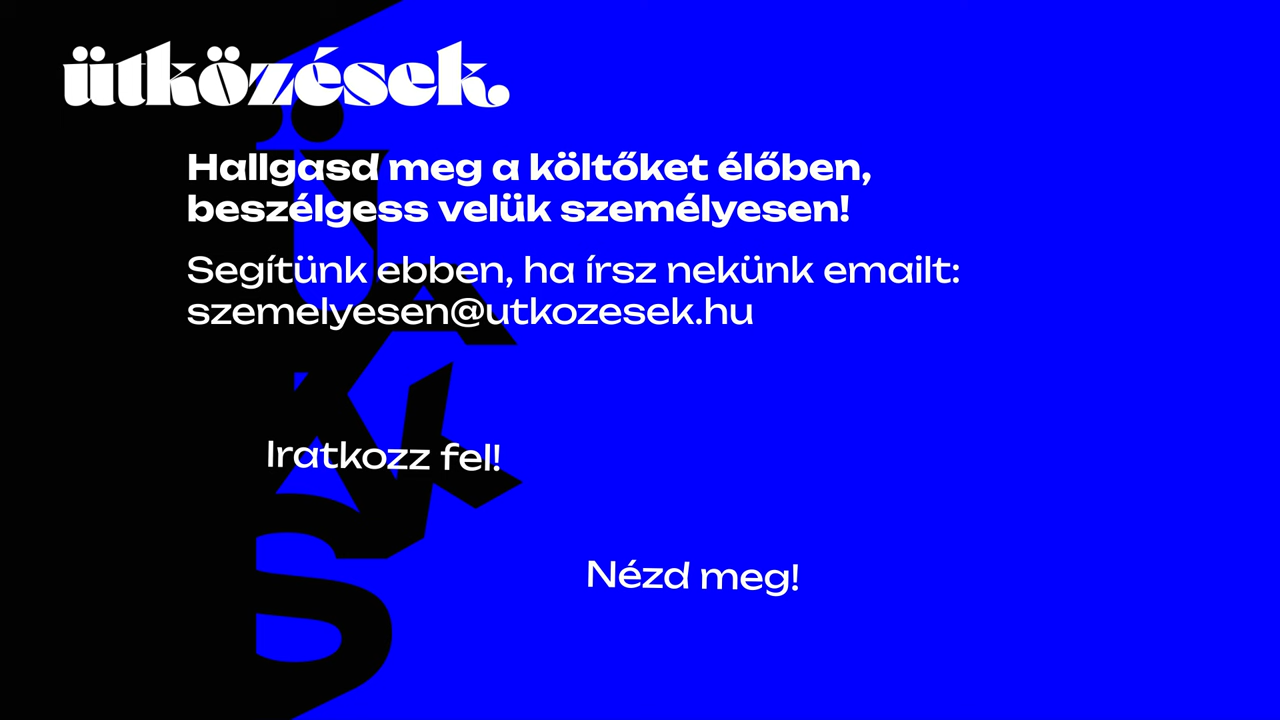 ütközések.
Hallgasd meg a költőket élőben,
beszélgess velük személyesen!
Segítünk ebben, ha írsz nekünk emailt:
szemelyesen@utkozesek.hu
Iratkozz fel!
Nézd meg!